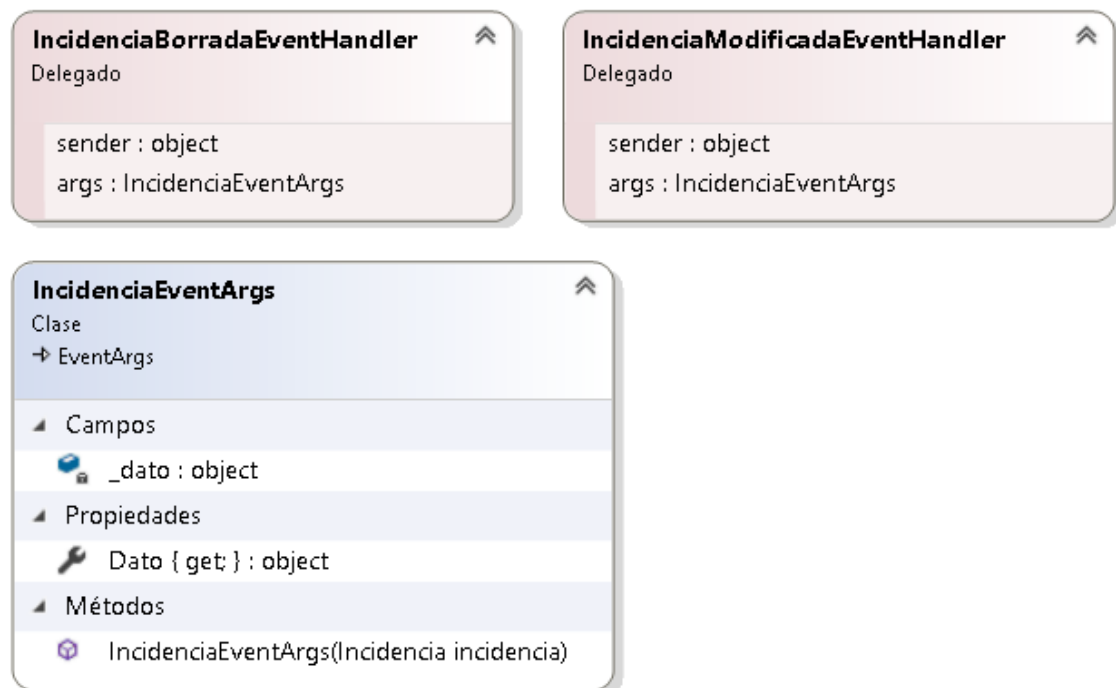 IncidenciaBorradaEventHandler
Delegado
sender : object
args : IncidenciaEventArgs
IncidenciaModificadaEventHandler
Delegado
sender : object
args : IncidenciaEventArgs
IncidenciaEventArgs
Clase
EventArgs
Campos
_dato : object
Propiedades
Dato { get; } : object
Métodos
IncidenciaEventArgs(Incidencia incidencia)